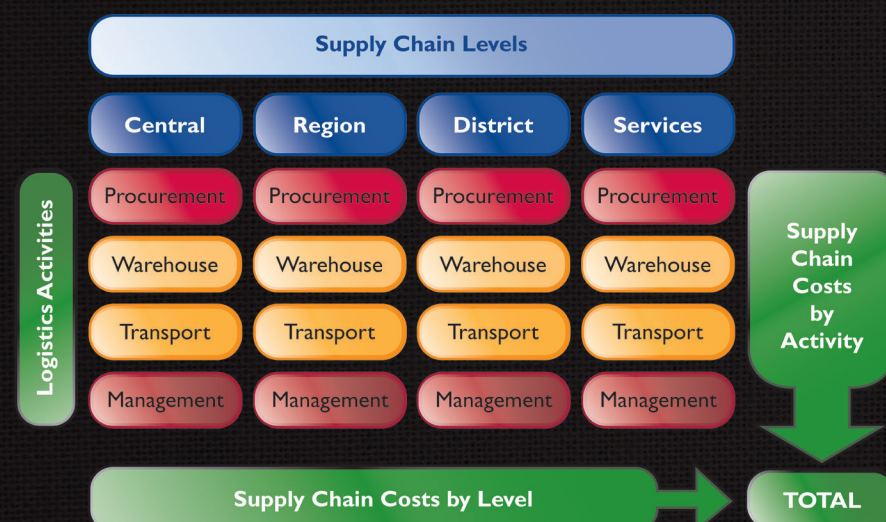 Supply Chain Levels
Central Region District Services
Logistics Activities
Procurement Procurement Procurement Procurement
Warehouse Warehouse Warehouse Warehouse
Transport Transport Transport Transport
Management Management Management Management
Supply
Chain
Costs
by
Activity
Supply Chain Costs by Level
TOTAL